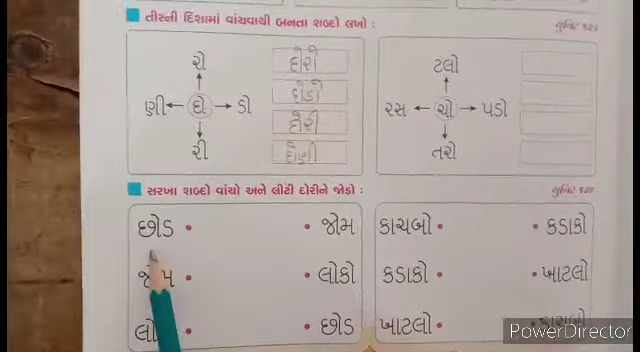 તીરની દિશામાં વાંચવાથી બનતા શબ્દો લખો :
રો
ણી દો ડો
રી
દોરો
દોડો
દોરી
દોણી
ટલો
રસ ચો પડો
તરો
સરખા શબ્દો વાંચો અને લીટી દોરીને જોડો :
છોડ • • જોમ
• • લોકો
• • છોડ
કાચબો • • કડાકો
કડાકો • • ખાટલો
ખાટલો •
PowerDirector